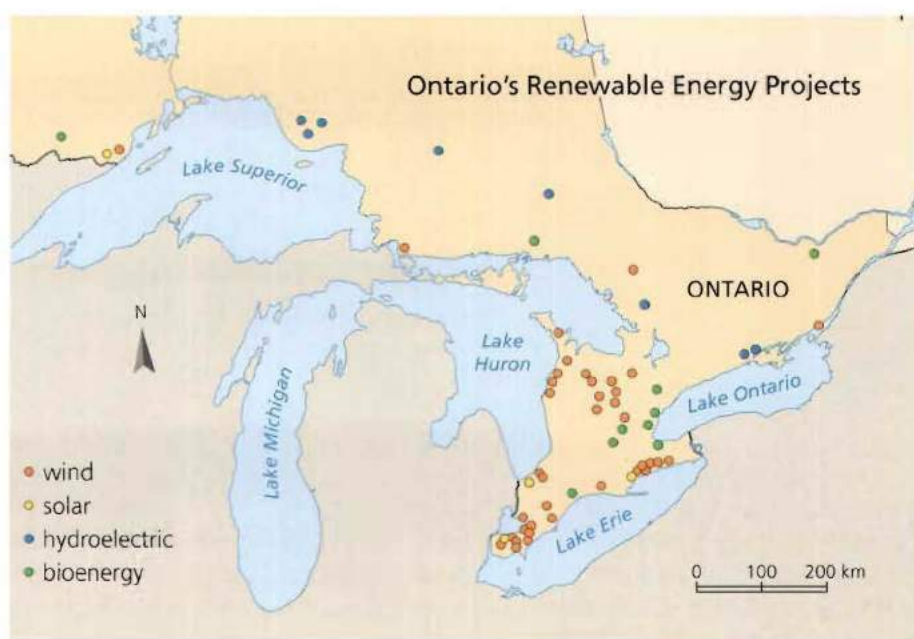 Ontario's Renewable Energy Projects
Lake Superior
N
ONTARIO
Lake
Huron
Lake Michigan
Lake Ontario
wind
solar
hydroelectric
bioenergy
Lake Erie
0 100 200 km